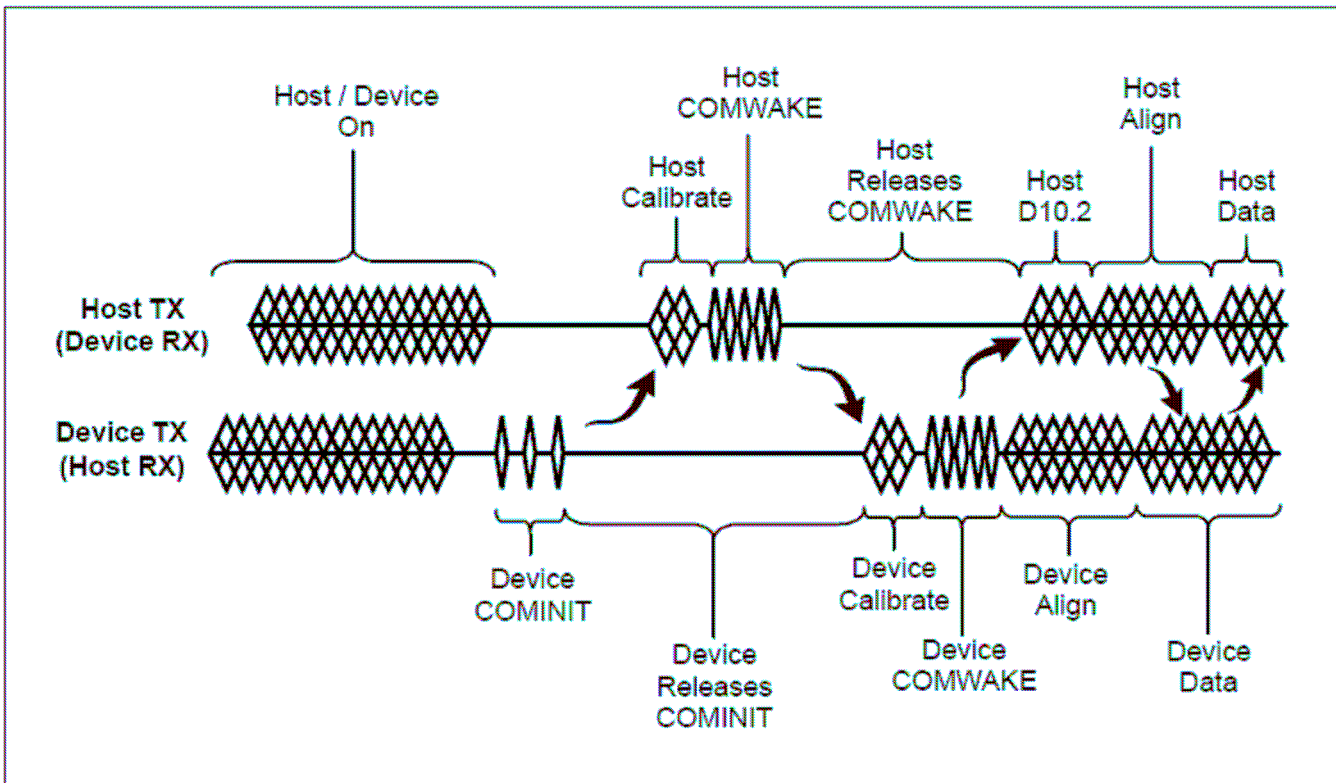 Host / Device
On
Host
Calibrate
Host
COMWAKE
Host
Releases
COMWAKE
Host
D10.2
Host
Align
Host
Data
Host TX
(Device RX)
Device TX
(Host RX)
Device
COMINIT
Device
Releases
COMINIT
Device
Calibrate
Device
COMWAKE
Device
Align
Device
Data